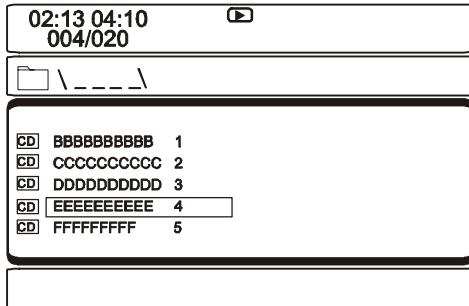 02:13 04:10
004/020
\ _ _ _ _ \
CD BBBBBBBBBB 1
CD CCCCCCCCCC 2
CD DDDDDDDDDD 3
CD EEEEEEEEEE 4
CD FFFFFFFFF 5